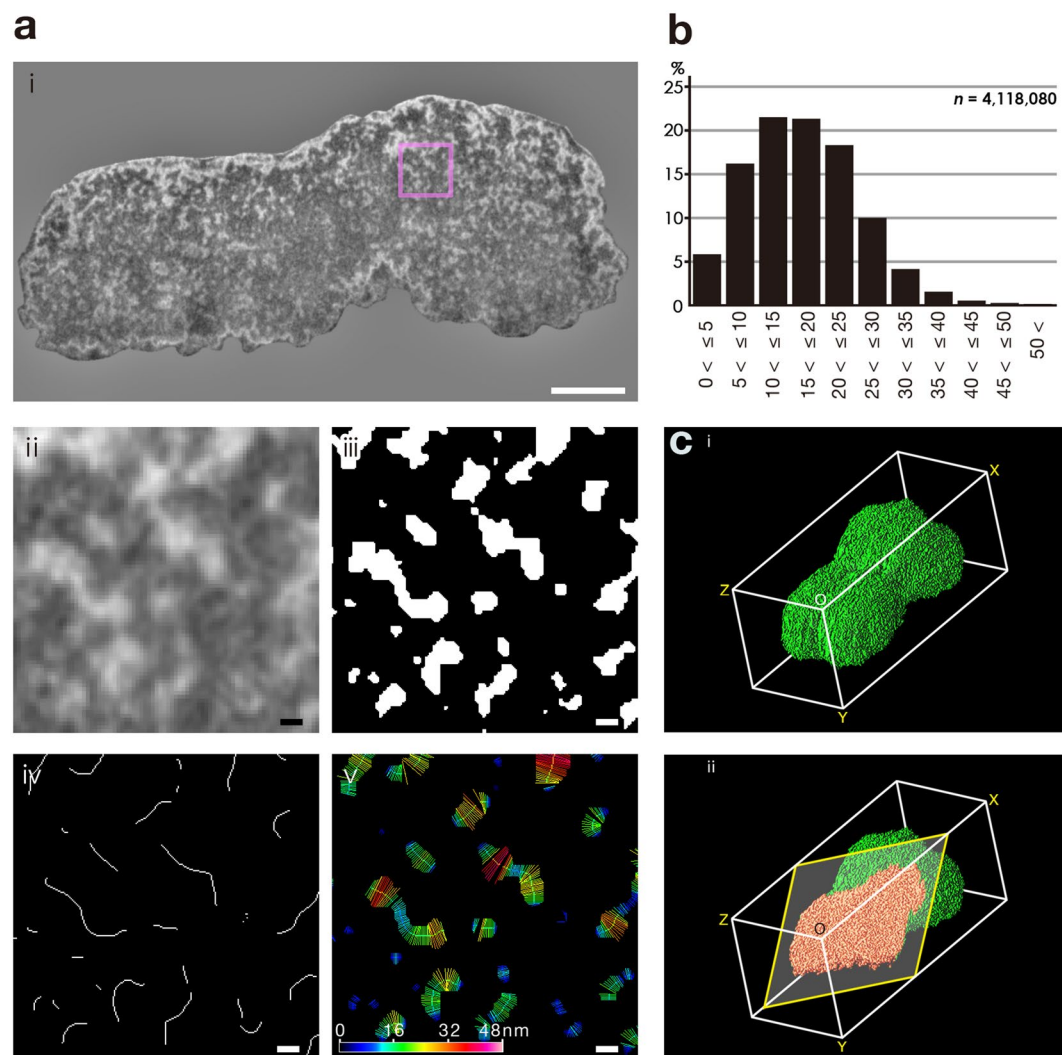 a
i
b
%
n = 4,118,080
25
20
15
10
5
0
0 < ≤ 5
5 < ≤ 10
10 < ≤ 15
15 < ≤ 20
20 < ≤ 25
25 < ≤ 30
30 < ≤ 35
35 < ≤ 40
40 < ≤ 45
45 < ≤ 50
50 <
ii
iii
c
i
X
Z
O
Y
iv
v
0 16 32 48nm
ii
X
Z
O
Y